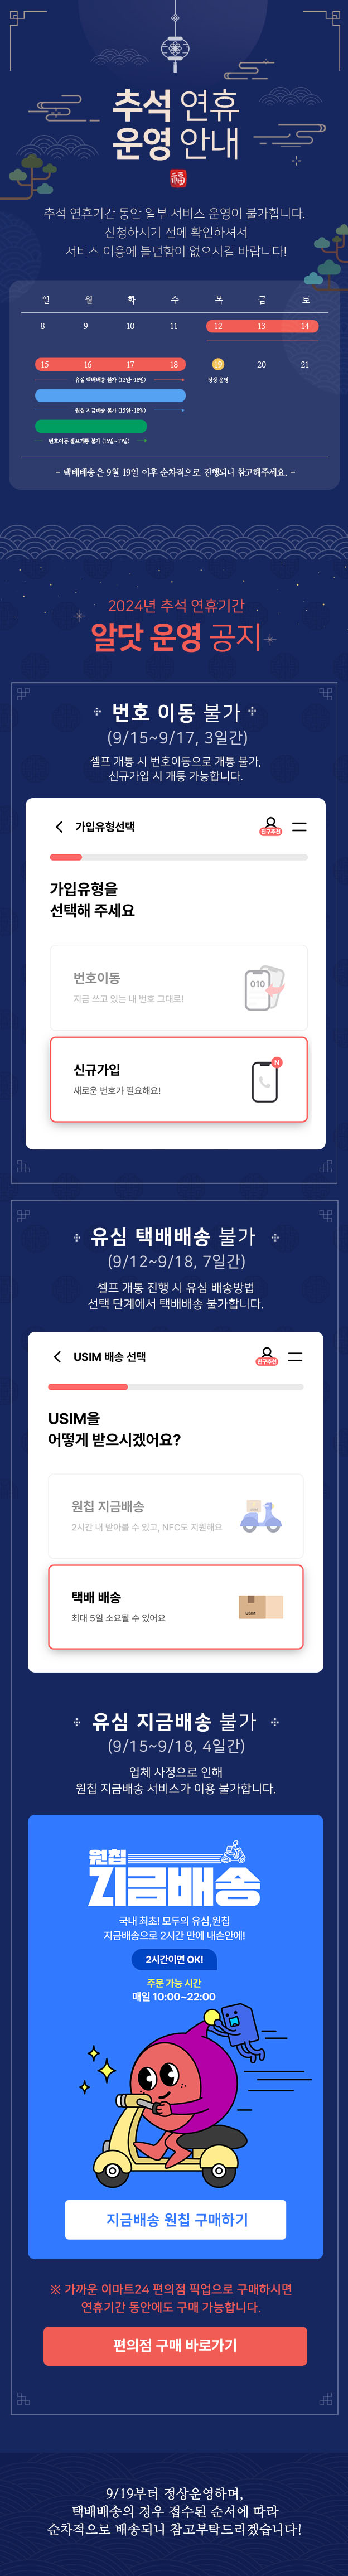 추석 연휴
운영 안내
추석 연휴기간 동안 일부 서비스 운영이 불가합니다.
신청하시기 전에 확인하셔서
서비스 이용에 불편함이 없으시길 바랍니다!
일 월 화 수 목 금 토
8 9 10 11 12 13 14
15 16 17 18 19 20 21
유심 택배배송 불가 (12일~18일)
정상 운영
원칩 지금배송 불가 (15일~18일)
번호이동 셀프개통 불가 (15일~17일)
- 택배배송은 9월 19일 이후 순차적으로 진행되니 참고해주세요. -
2024년 추석 연휴기간
알닷 운영 공지
번호 이동 불가
(9/15~9/17, 3일간)
셀프 개통 시 번호이동으로 개통 불가,
신규가입 시 개통 가능합니다.
가입유형선택
친구추천
가입유형을
선택해 주세요
번호이동
지금 쓰고 있는 내 번호 그대로!
010
신규가입
새로운 번호가 필요해요!
N
유심 택배배송 불가
(9/12~9/18, 7일간)
셀프 개통 진행 시 유심 배송방법
선택 단계에서 택배배송 불가합니다.
USIM 배송 선택
친구추천
USIM을
어떻게 받으시겠어요?
원칩 지금배송
2시간 내 받아볼 수 있고, NFC도 지원해요
택배 배송
최대 5일 소요될 수 있어요
USIM
유심 지금배송 불가
(9/15~9/18, 4일간)
업체 사정으로 인해
원칩 지금배송 서비스가 이용 불가합니다.
원칩
지금배송
국내 최초! 모두의 유심,원칩
지금배송으로 2시간 만에 내손안에!
2시간이면 OK!
주문 가능 시간
매일 10:00~22:00
지금배송 원칩 구매하기
※ 가까운 이마트24 편의점 픽업으로 구매하시면
연휴기간 동안에도 구매 가능합니다.
편의점 구매 바로가기
9/19부터 정상운영하며,
택배배송의 경우 접수된 순서에 따라
순차적으로 배송되니 참고부탁드리겠습니다!